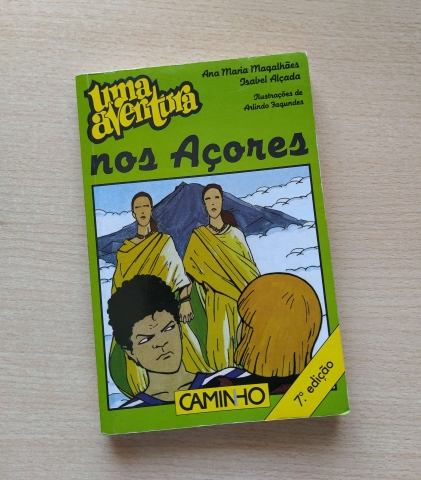 uma
aventura
Ana Maria Magalhães
Isabel Alçada
Ilustrações de
Arlindo Fagundes
nos Açores
CAMINHO
7.ª edição